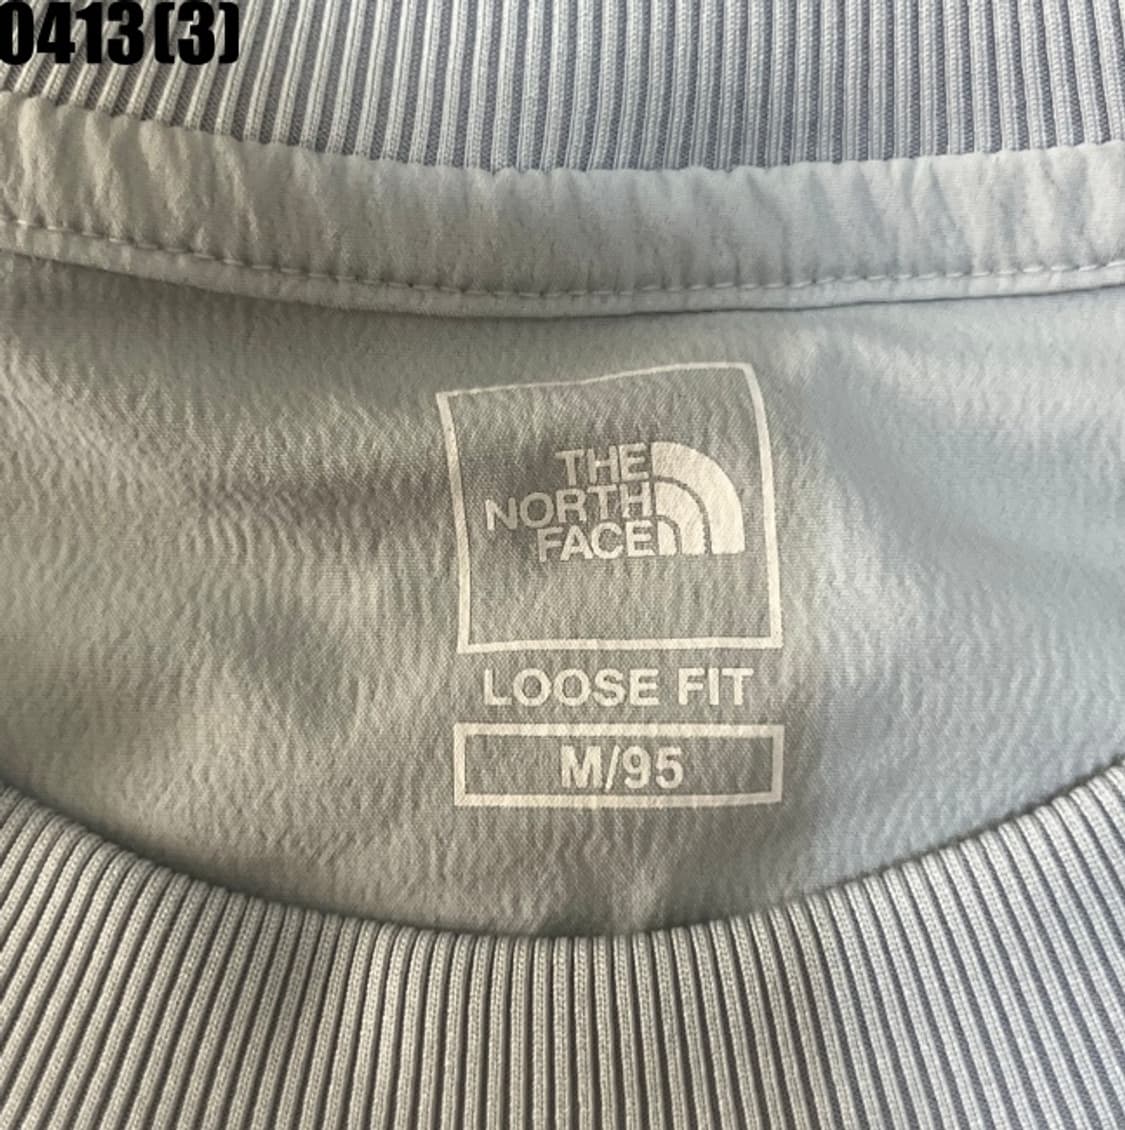 0413(3)
THE
NORTH
FACE
LOOSE FIT
M/95